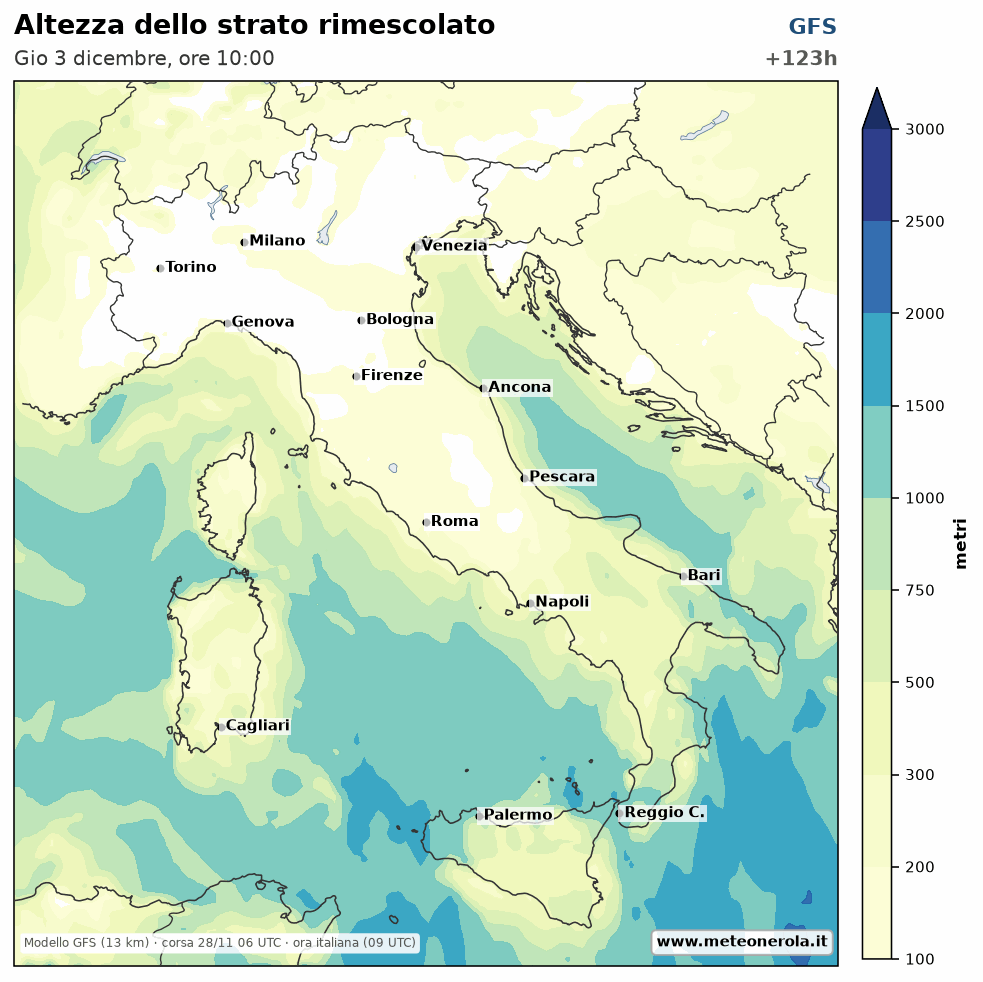 Altezza dello strato rimescolato
GFS
Gio 3 dicembre, ore 10:00
+123h
Venezia
Milano
Torino
Bologna
Genova
Firenze
Ancona
Pescara
Roma
Bari
Napoli
Cagliari
Palermo
Reggio C.
3000
2500
2000
1500
1000
750
500
300
200
100
metri
Modello GFS (13 km) · corsa 28/11 06 UTC · ora italiana (09 UTC)
www.meteonerola.it